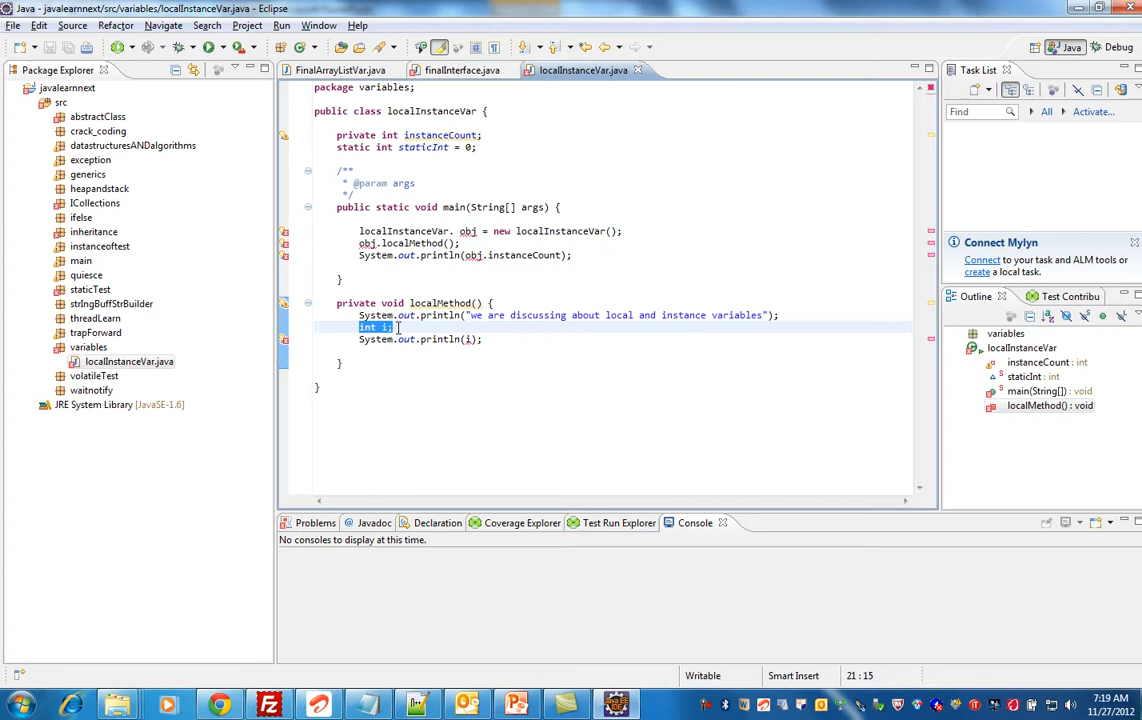 Java - javalearnnext/src/variables/localInstanceVar.java - Eclipse
File Edit Source Refactor Navigate Search Project Run Window Help
Java Debug
Package Explorer
javalearnnext
src
abstractClass
crack_coding
datastructuresANDalgorithms
exception
generics
heapandstack
ICollections
ifelse
inheritance
instanceoftest
main
quiesce
staticTest
strIngBuffStrBuilder
threadLearn
trapForward
variables
localInstanceVar.java
volatileTest
waitnotify
JRE System Library [JavaSE-1.6]
FinalArrayListVar.java finalInterface.java localInstanceVar.java
package variables;
public class localInstanceVar {
private int instanceCount;
static int staticInt = 0;
/**
* @param args
*/
public static void main(String[] args) {
localInstanceVar. obj = new localInstanceVar();
obj.localMethod();
System.out.println(obj.instanceCount);
}
private void localMethod() {
System.out.println("we are discussing about local and instance variables");
int i;
System.out.println(i);
}
}
Task List
Find All Activate...
Connect Mylyn
Connect to your task and ALM tools or
create a local task.
Outline Test Contribu
variables
localInstanceVar
instanceCount : int
staticInt : int
main(String[]) : void
localMethod() : void
Problems Javadoc Declaration Coverage Explorer Test Run Explorer Console
No consoles to display at this time.
Writable Smart Insert 21 : 15
7:19 AM
11/27/2012